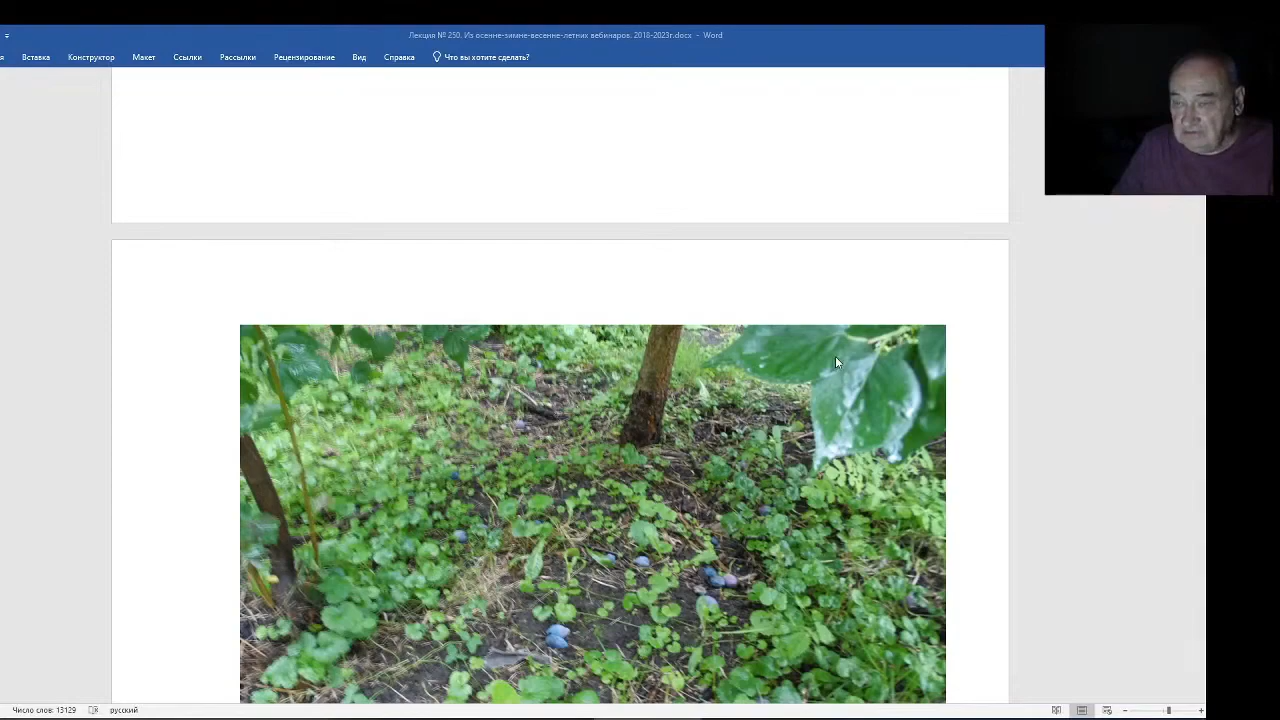 Лекция № 250. Из осенне-зимне-весенне-летних вебинаров. 2018-2023г.docx - Word
я Вставка Конструктор Макет Ссылки Рассылки Рецензирование Вид Справка Что вы хотите сделать?
Число слов: 13129 русский